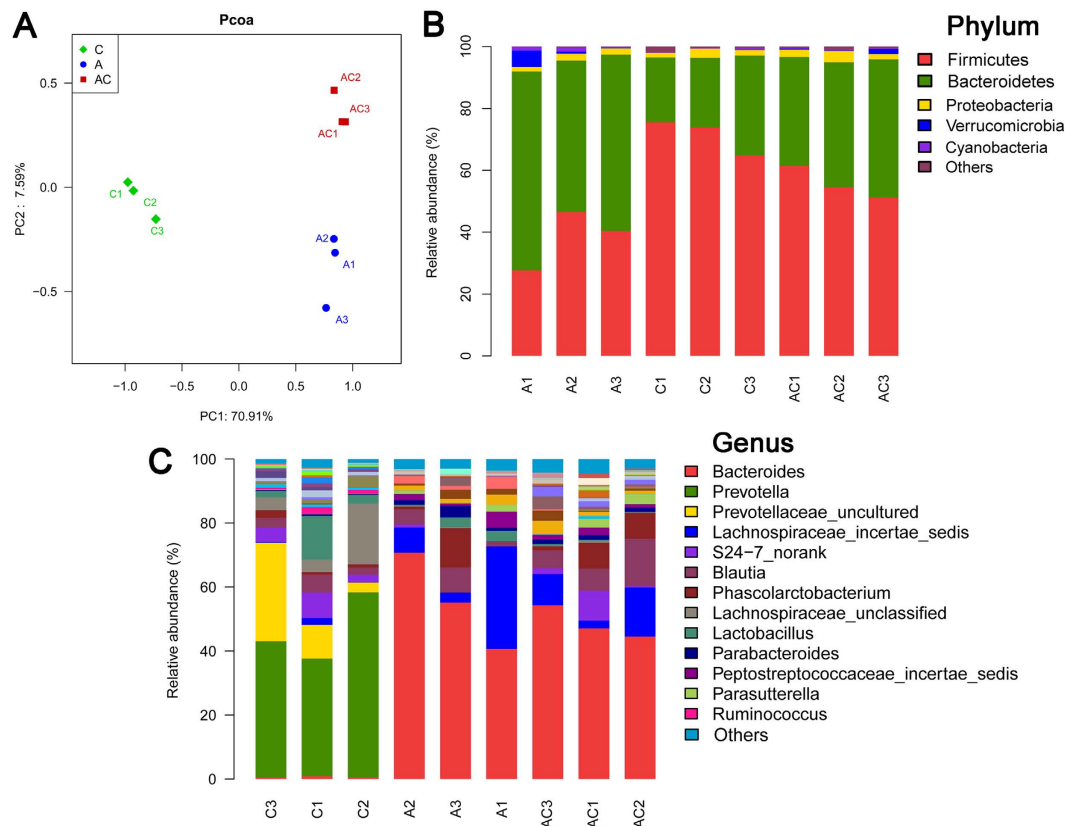 A
Pcoa
C
A
AC
AC2
AC3
AC1
C1
C2
C3
A2
A1
A3
0.5
0.0
−0.5
PC2 : 7.59%
−1.0
−0.5
0.0
0.5
1.0
PC1: 70.91%
B
100
80
60
40
20
0
Relative abundance (%)
A1
A2
A3
C1
C2
C3
AC1
AC2
AC3
Phylum
Firmicutes
Bacteroidetes
Proteobacteria
Verrucomicrobia
Cyanobacteria
Others
C
100
80
60
40
20
0
Relative abundance (%)
C3
C1
C2
A2
A3
A1
AC3
AC1
AC2
Genus
Bacteroides
Prevotella
Prevotellaceae_uncultured
Lachnospiraceae_incertae_sedis
S24−7_norank
Blautia
Phascolarctobacterium
Lachnospiraceae_unclassified
Lactobacillus
Parabacteroides
Peptostreptococcaceae_incertae_sedis
Parasutterella
Ruminococcus
Others